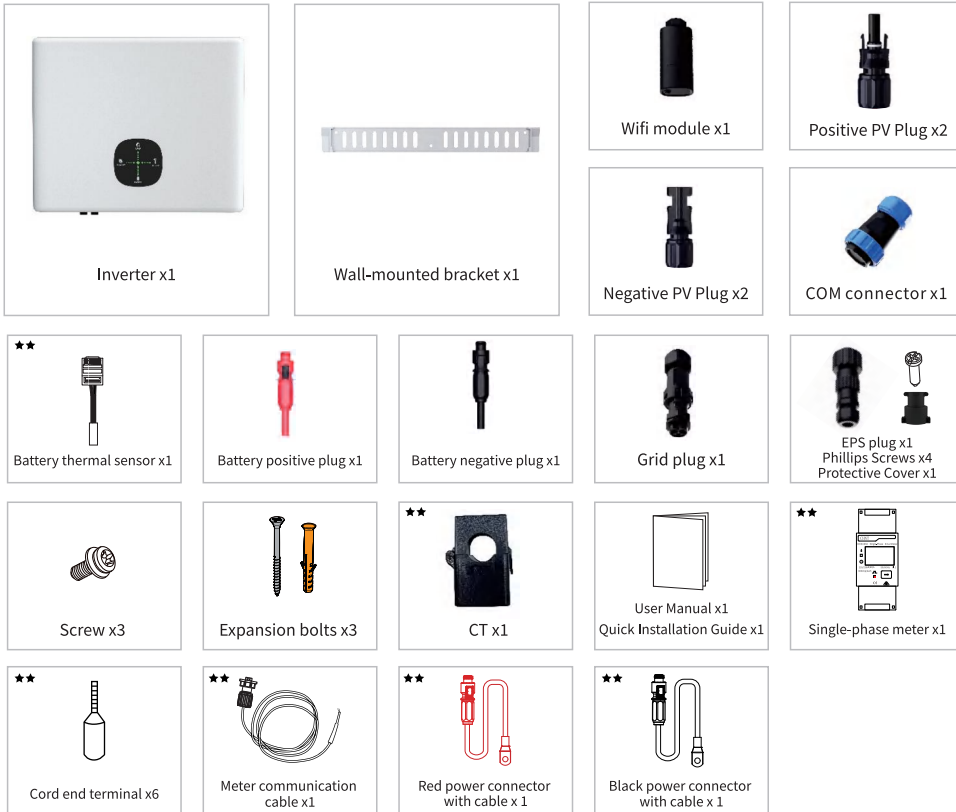 Inverter x1
Wall-mounted bracket x1
Wifi module x1
Positive PV Plug x2
Negative PV Plug x2
COM connector x1
★★
Battery thermal sensor x1
Battery positive plug x1
Battery negative plug x1
Grid plug x1
EPS plug x1
Phillips Screws x4
Protective Cover x1
Screw x3
Expansion bolts x3
★★
CT x1
User Manual x1
Quick Installation Guide x1
★★
Single-phase meter x1
★★
Cord end terminal x6
★★
Meter communication
cable x1
★★
Red power connector
with cable x 1
★★
Black power connector
with cable x 1